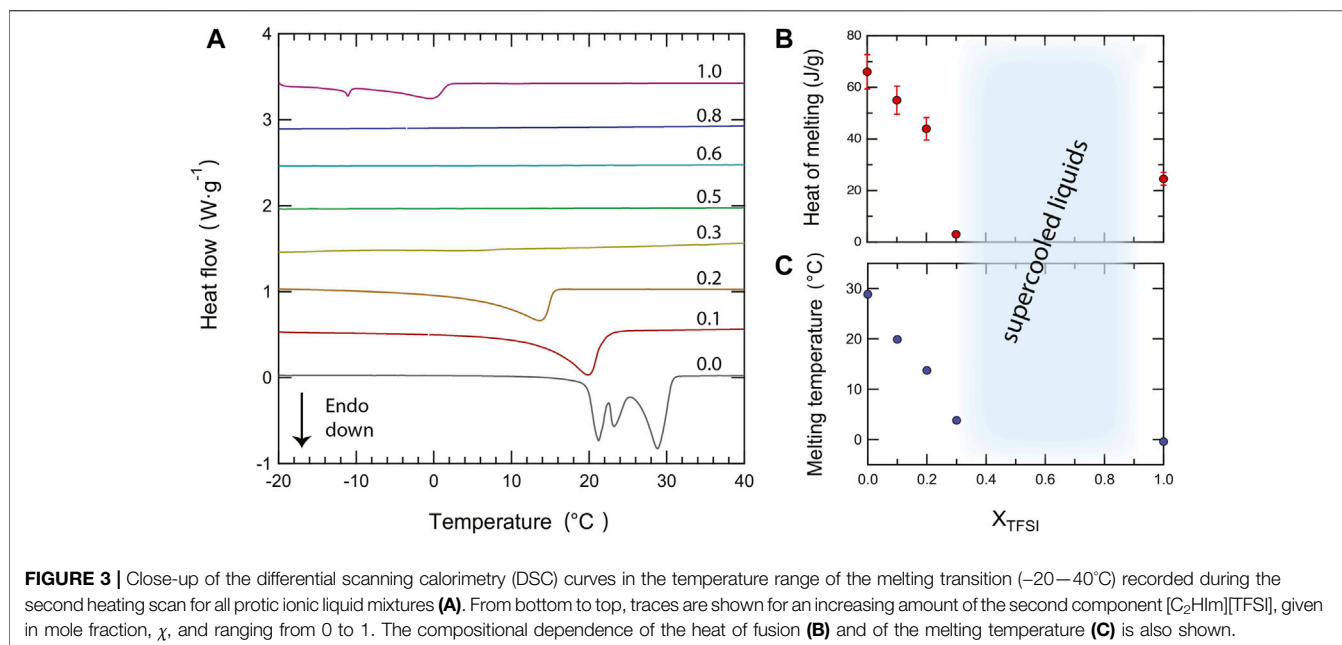 A
4
3
2
1
0
-1
Heat flow (W·g⁻¹)
1.0
0.8
0.6
0.5
0.3
0.2
0.1
0.0
Endo
down
-20 -10 0 10 20 30 40
Temperature (°C)
B
80
60
40
20
0
Heat of melting (J/g)
supercooled liquids
C
30
20
10
0
Melting temperature (°C)
0.0 0.2 0.4 0.6 0.8 1.0
X_TFSI
FIGURE 3 | Close-up of the differential scanning calorimetry (DSC) curves in the temperature range of the melting transition (–20—40°C) recorded during the
second heating scan for all protic ionic liquid mixtures (A). From bottom to top, traces are shown for an increasing amount of the second component [C₂HIm][TFSI], given
in mole fraction, χ, and ranging from 0 to 1. The compositional dependence of the heat of fusion (B) and of the melting temperature (C) is also shown.